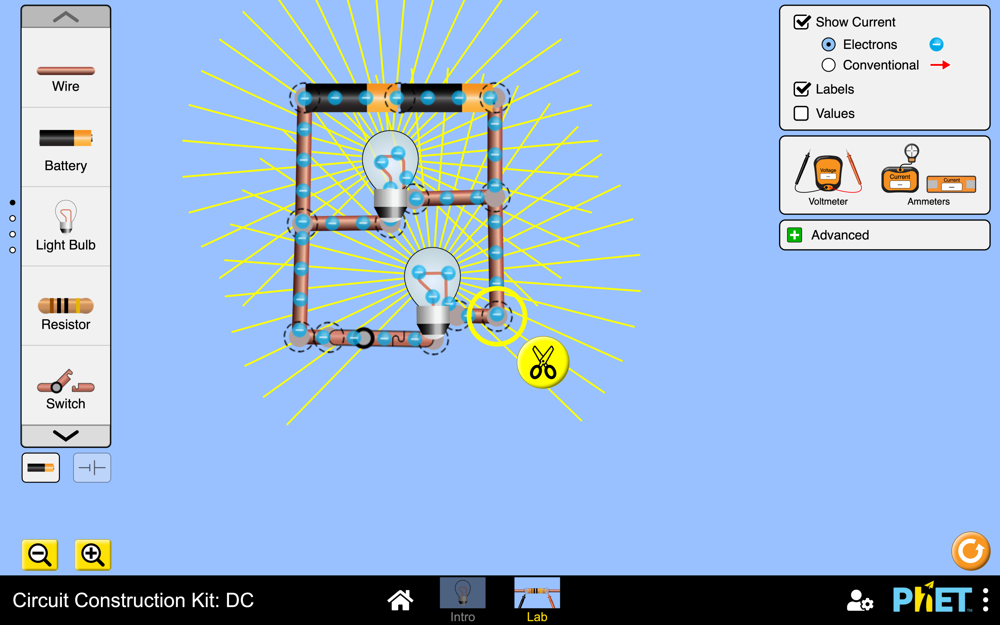 Wire
Battery
Light Bulb
Resistor
Switch
Show Current
Electrons
Conventional
Labels
Values
Voltage
Current
Current
Voltmeter
Ammeters
Advanced
Circuit Construction Kit: DC
Intro
Lab
PhET™